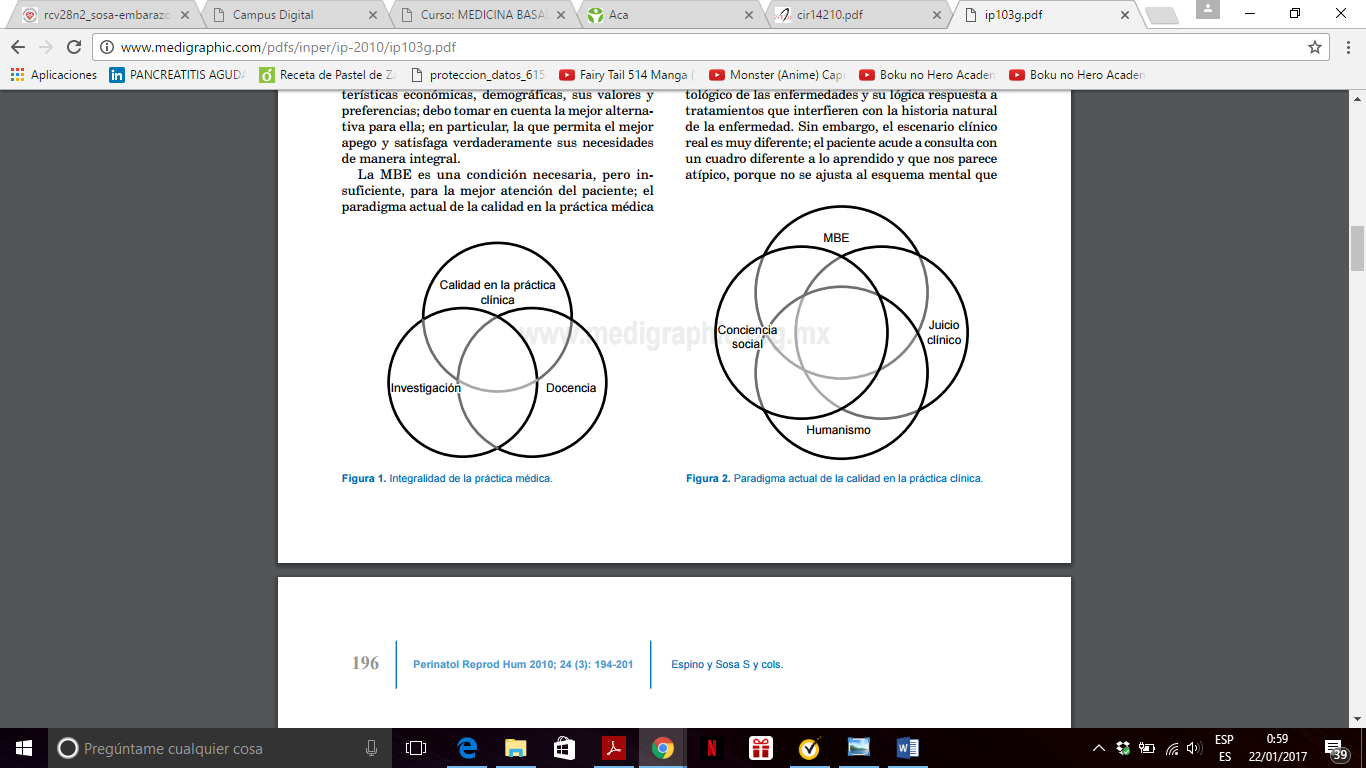 rcv28n2_sosa-embarazo
Campus Digital
Curso: MEDICINA BASA
Aca
cir14210.pdf
ip103g.pdf
www.medigraphic.com/pdfs/inper/ip-2010/ip103g.pdf
Aplicaciones
PANCREATITIS AGUDA
Receta de Pastel de Za
proteccion_datos_615
Fairy Tail 514 Manga (
Monster (Anime) Capí
Boku no Hero Academ
Boku no Hero Academ
terísticas económicas, demográficas, sus valores y
preferencias; debo tomar en cuenta la mejor alterna-
tiva para ella; en particular, la que permita el mejor
apego y satisfaga verdaderamente sus necesidades
de manera integral.
La MBE es una condición necesaria, pero in-
suficiente, para la mejor atención del paciente; el
paradigma actual de la calidad en la práctica médica
tológico de las enfermedades y su lógica respuesta a
tratamientos que interfieren con la historia natural
de la enfermedad. Sin embargo, el escenario clínico
real es muy diferente; el paciente acude a consulta con
un cuadro diferente a lo aprendido y que nos parece
atípico, porque no se ajusta al esquema mental que
Calidad en la práctica
clínica
Investigación
Docencia
Figura 1. Integralidad de la práctica médica.
MBE
Conciencia
social
Juicio
clínico
Humanismo
Figura 2. Paradigma actual de la calidad en la práctica clínica.
196
Perinatol Reprod Hum 2010; 24 (3): 194-201
Espino y Sosa S y cols.
Pregúntame cualquier cosa
ESP
ES
0:59
22/01/2017
39